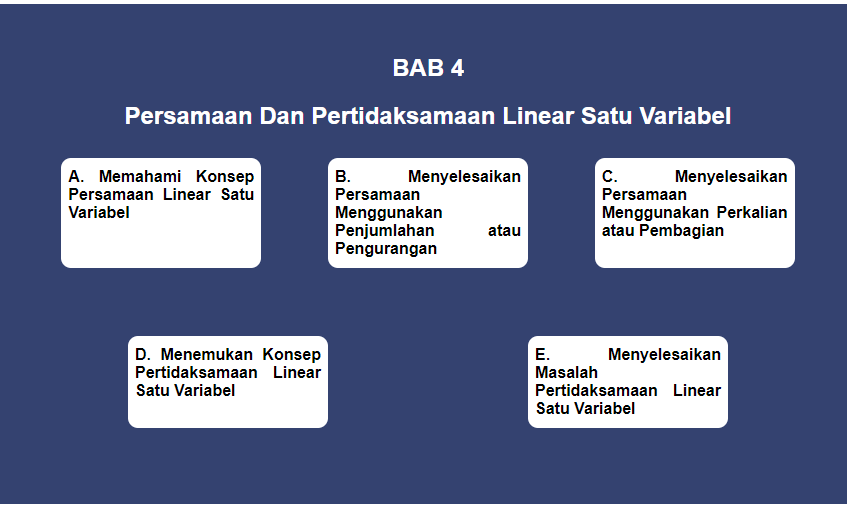 BAB 4
Persamaan Dan Pertidaksamaan Linear Satu Variabel
A. Memahami Konsep
Persamaan Linear Satu
Variabel
B. Menyelesaikan
Persamaan
Menggunakan
Penjumlahan atau
Pengurangan
C. Menyelesaikan
Persamaan
Menggunakan Perkalian
atau Pembagian
D. Menemukan Konsep
Pertidaksamaan Linear
Satu Variabel
E. Menyelesaikan
Masalah
Pertidaksamaan Linear
Satu Variabel